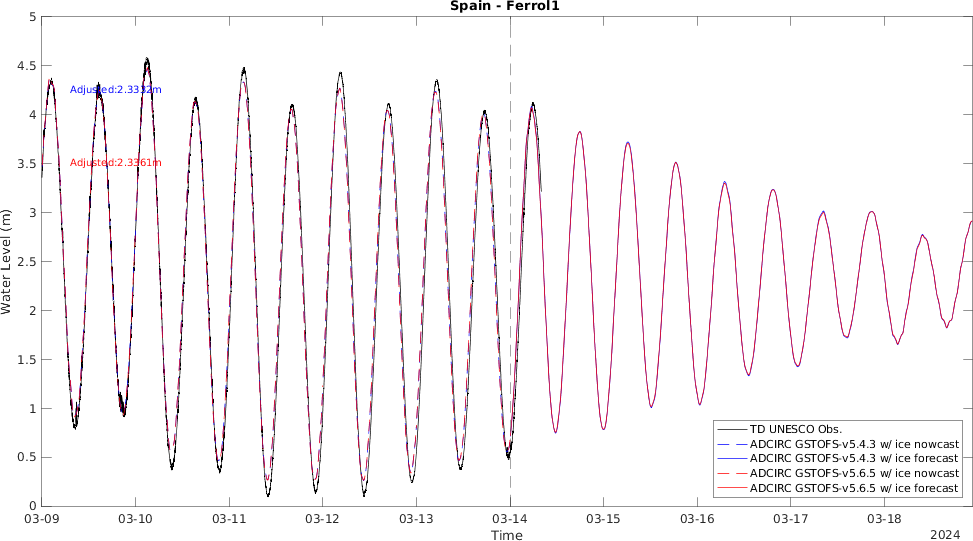 Spain - Ferrol1
5
4.5
4
3.5
3
2.5
2
1.5
1
0.5
0
Water Level (m)
Adjusted:2.3332m
Adjusted:2.3361m
TD UNESCO Obs.
ADCIRC GSTOFS-v5.4.3 w/ ice nowcast
ADCIRC GSTOFS-v5.4.3 w/ ice forecast
ADCIRC GSTOFS-v5.6.5 w/ ice nowcast
ADCIRC GSTOFS-v5.6.5 w/ ice forecast
03-09 03-10 03-11 03-12 03-13 03-14 03-15 03-16 03-17 03-18
Time
2024